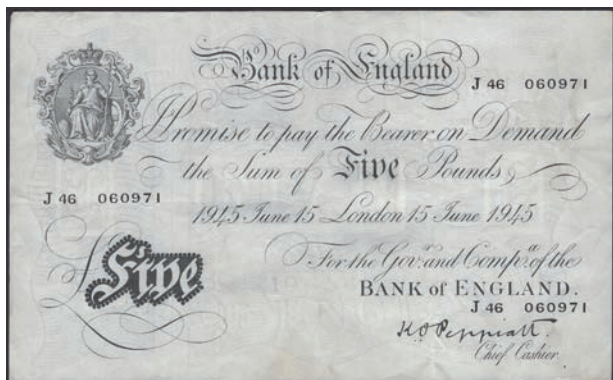 Bank of England
J 46 060971
I Promise to pay the Bearer on Demand
the Sum of Five Pounds
J 46 060971
1945 June 15 London 15 June 1945
For the Govr. and Compa. of the
BANK of ENGLAND.
J 46 060971
Five
K O Peppiatt.
Chief Cashier.